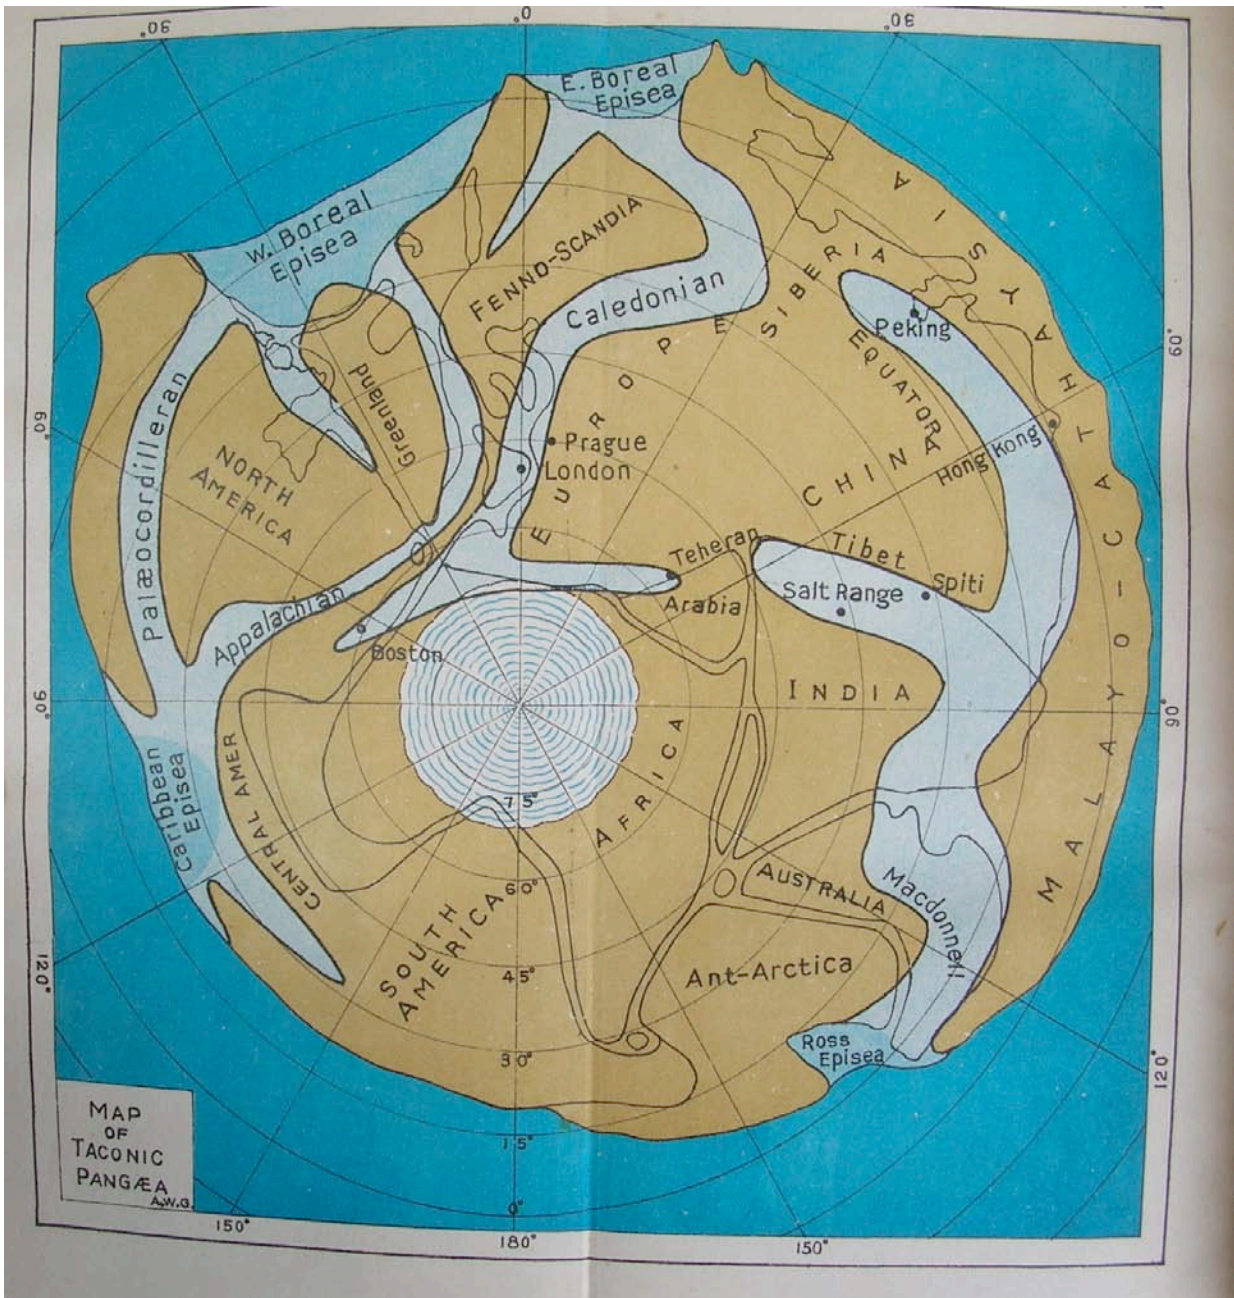 30°
0°
30°
E. Boreal
Episea
W. Boreal
Episea
FENNO-SCANDIA
Caledonian
SIBERIA
MALAYO-CATHAYSIA
Peking
EQUATOR
Greenland
EUROPE
60°
60°
Palæocordilleran
NORTH
AMERICA
Prague
London
CHINA
Hong Kong
Teheran
Tibet
Arabia
Salt Range
Spiti
Appalachian
Boston
INDIA
90°
90°
Caribbean
Episea
CENTRAL AMER
75°
AFRICA
60°
SOUTH
AMERICA
AUSTRALIA
Macdonnell
45°
Ant-Arctica
120°
30°
Ross
Episea
120°
15°
0°
MAP
OF
TACONIC
PANGÆA
A.W.G.
150°
180°
150°